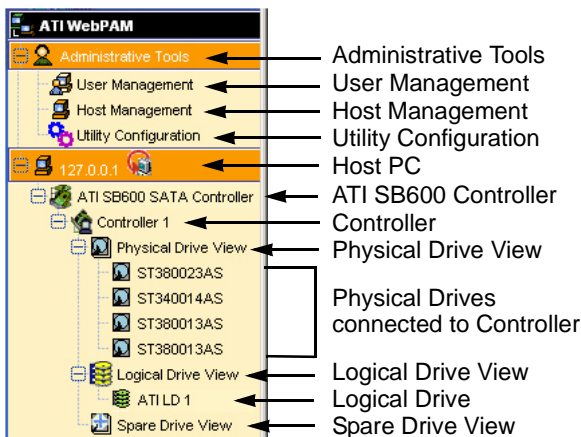 ATI WebPAM
Administrative Tools Administrative Tools
User Management User Management
Host Management Host Management
Utility Configuration Utility Configuration
127.0.0.1 Host PC
ATI SB600 SATA Controller ATI SB600 Controller
Controller 1 Controller
Physical Drive View Physical Drive View
ST380023AS
ST340014AS
ST380013AS
ST380013AS
Physical Drives
connected to Controller
Logical Drive View Logical Drive View
ATI LD 1 Logical Drive
Spare Drive View Spare Drive View